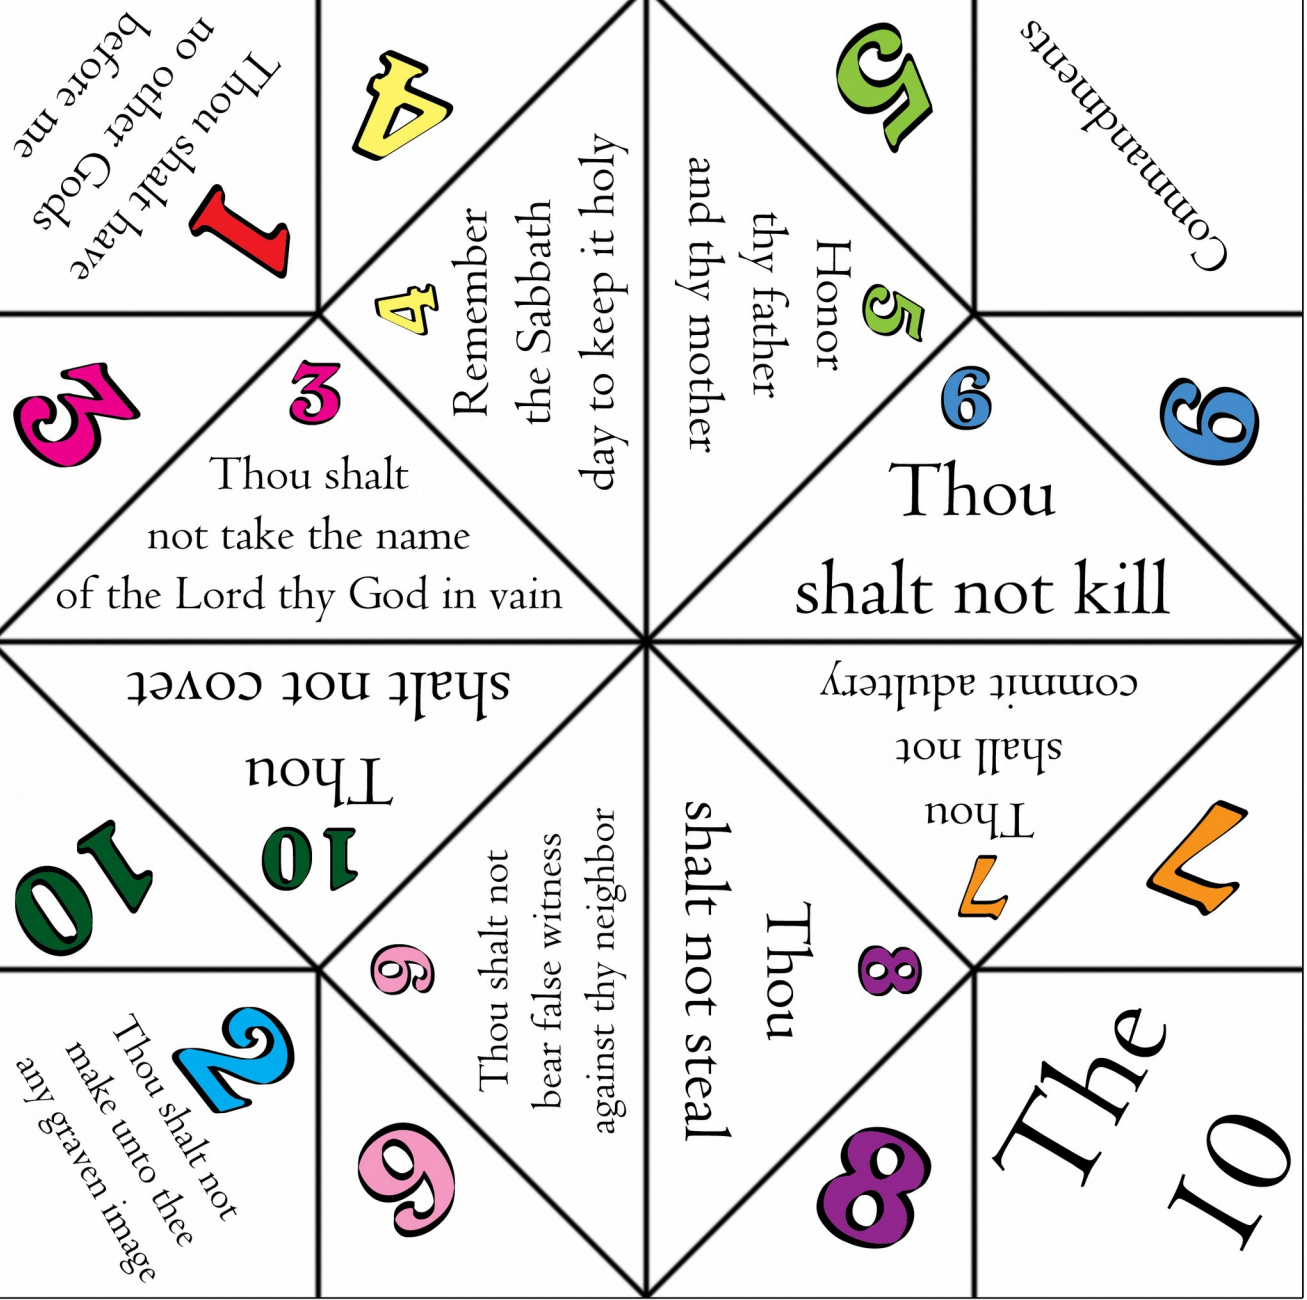 Thou shalt have
no other Gods
before me
1
4
5
Commandments
4
Remember
the Sabbath
day to keep it holy
5
Honor
thy father
and thy mother
3
3
Thou shalt
not take the name
of the Lord thy God in vain
6
Thou
shalt not kill
6
10
Thou
shalt not covet
10
7
Thou
shall not
commit adultery
7
9
Thou shalt not
bear false witness
against thy neighbor
8
Thou
shalt not steal
2
Thou shalt not
make unto thee
any graven image
9
8
The
10